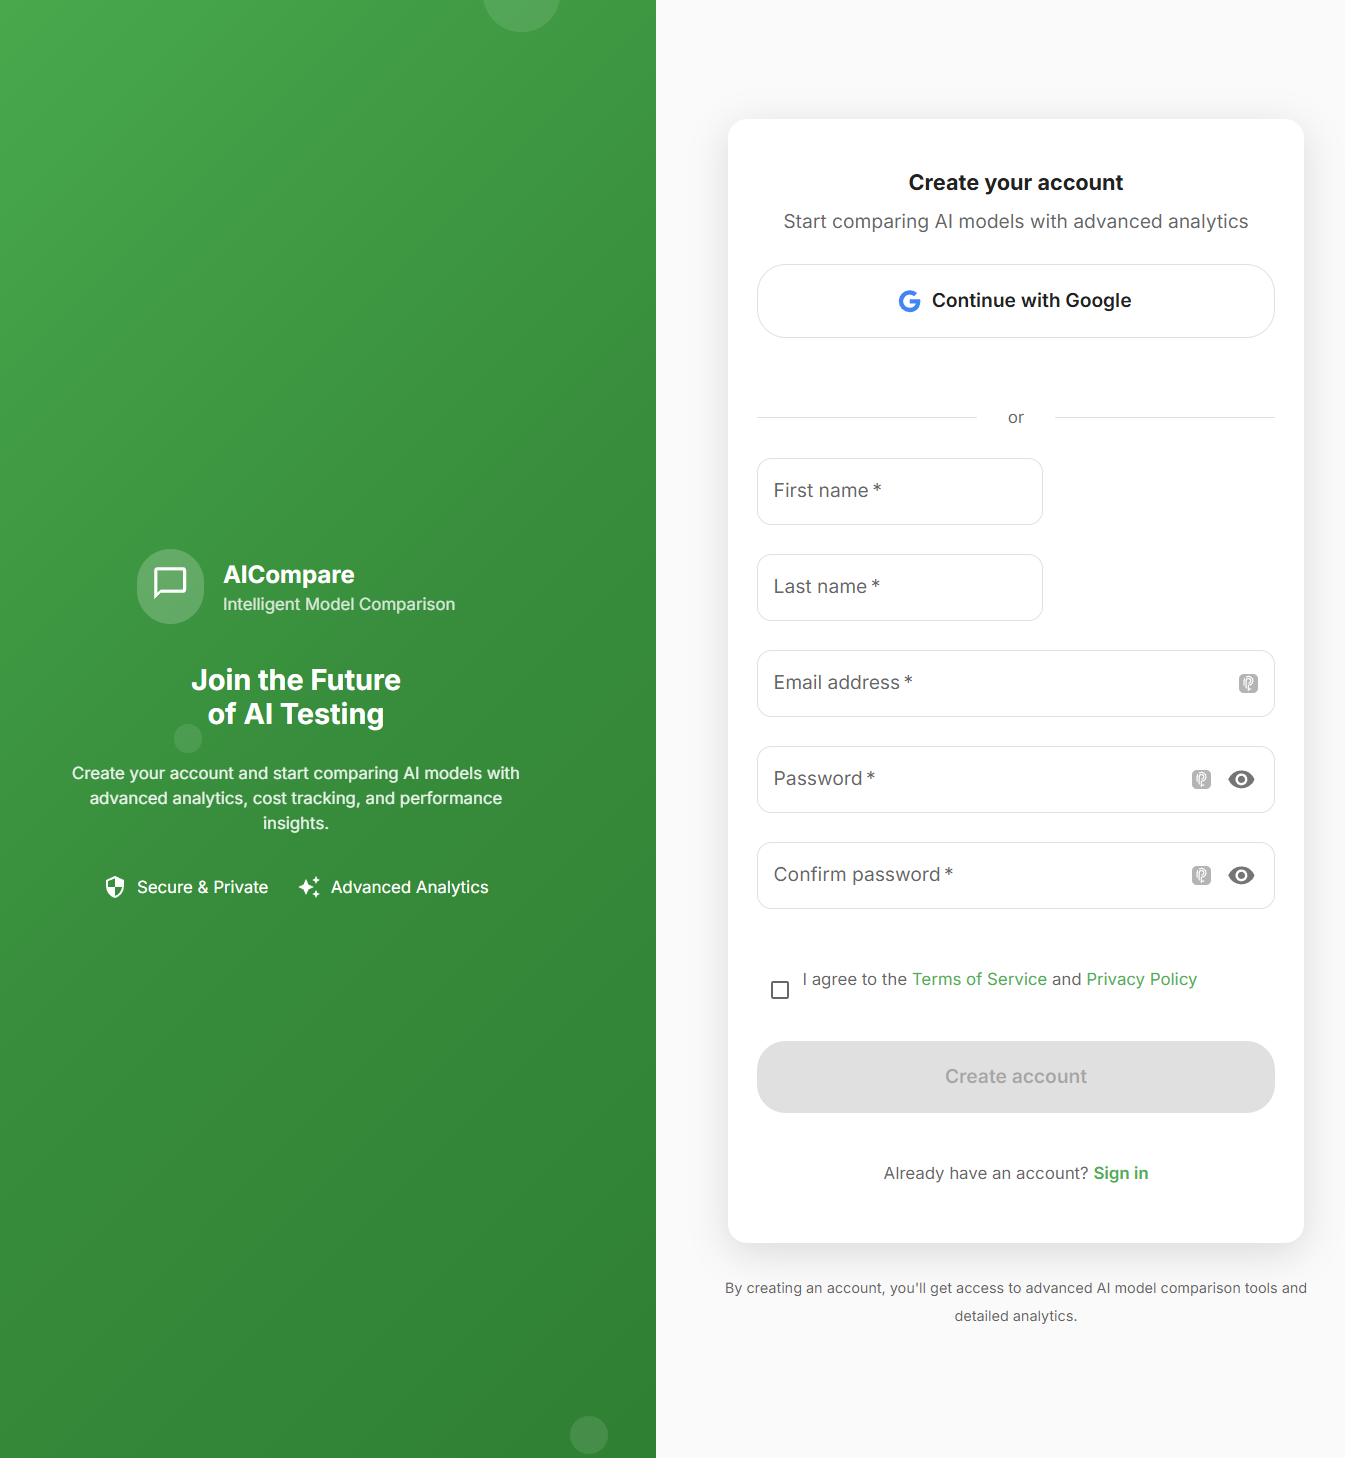 AICompare
Intelligent Model Comparison
Join the Future
of AI Testing
Create your account and start comparing AI models with
advanced analytics, cost tracking, and performance
insights.
Secure & Private
Advanced Analytics
Create your account
Start comparing AI models with advanced analytics
Continue with Google
or
First name *
Last name *
Email address *
Password *
Confirm password *
I agree to the Terms of Service and Privacy Policy
Create account
Already have an account? Sign in
By creating an account, you'll get access to advanced AI model comparison tools and
detailed analytics.